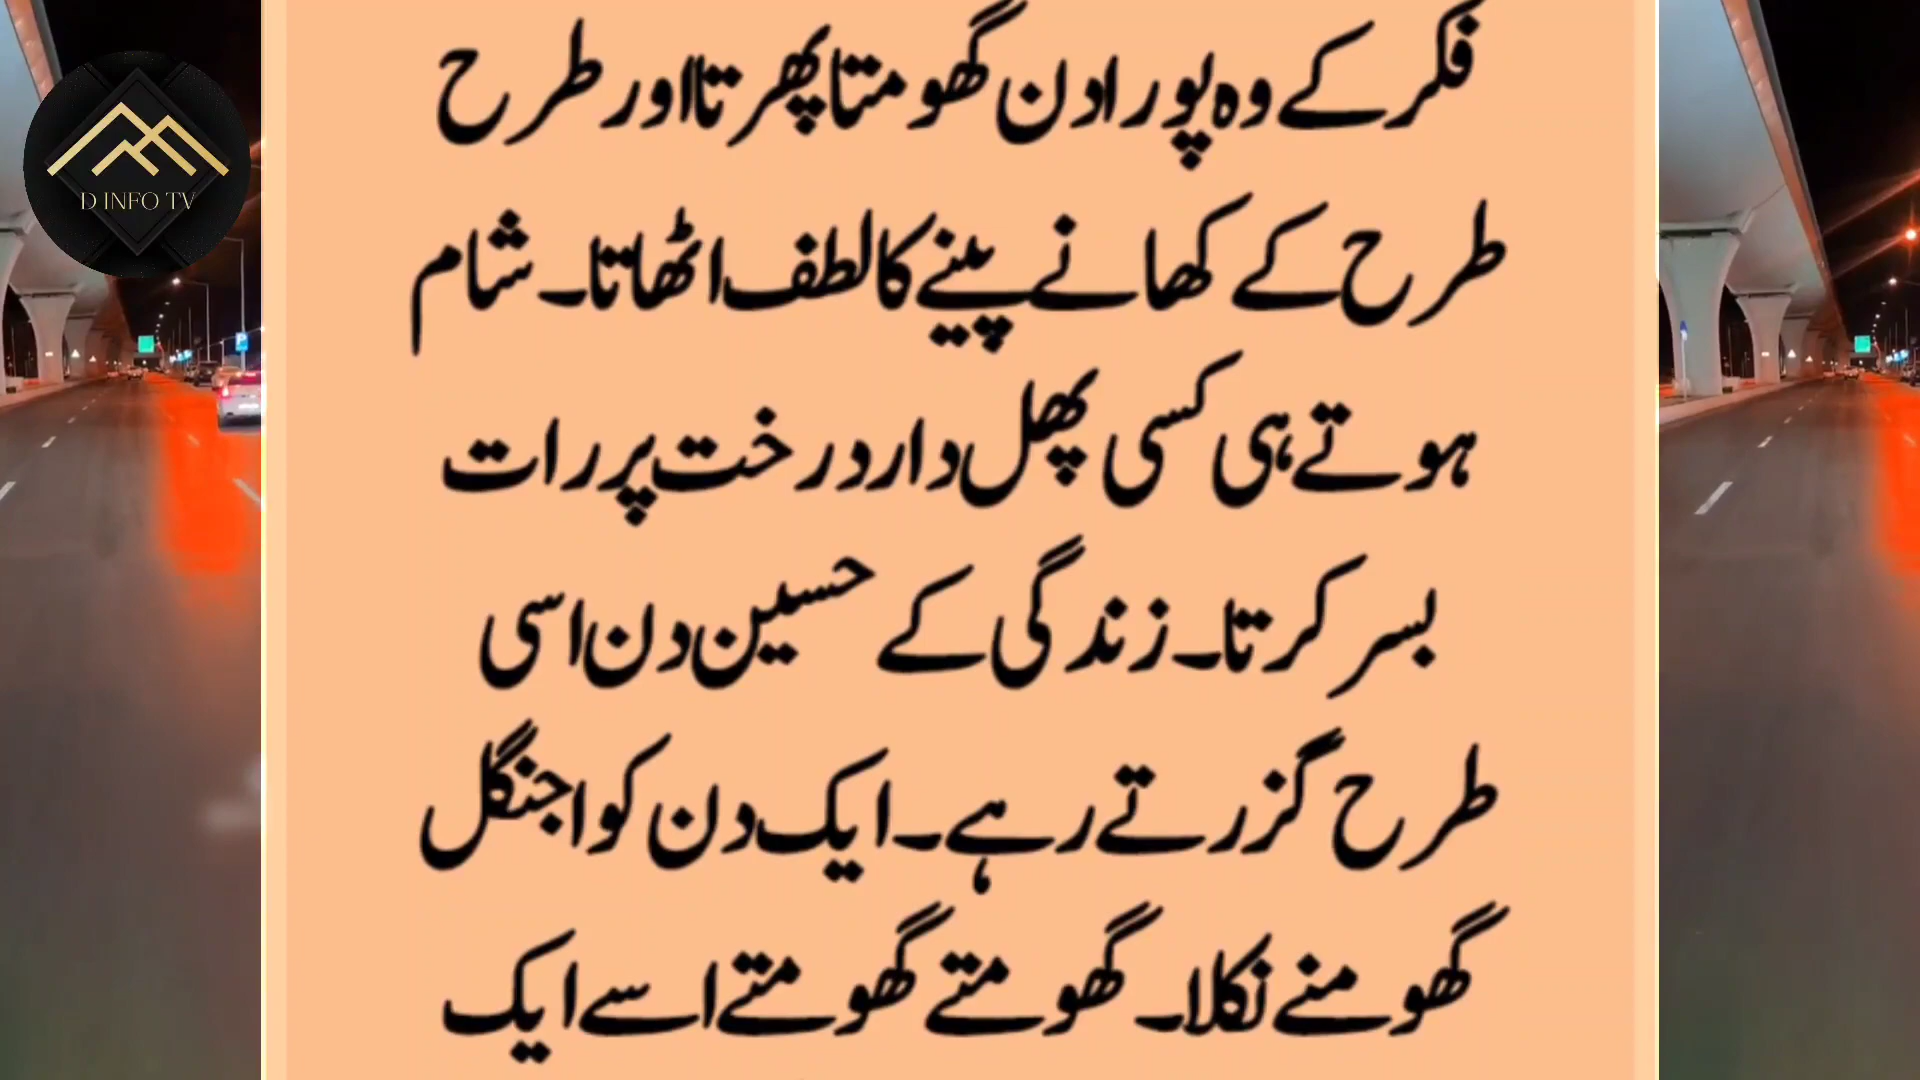 D INFO TV
فکر کے وہ پورا دن گھومتا پھرتا اور طرح
طرح کے کھانے پینے کا لطف اٹھاتا۔ شام
ہوتے ہی کسی پھل دار درخت پر رات
بسر کرتا۔ زندگی کے حسین دن اسی
طرح گزرتے رہے۔ ایک دن کوا جنگل
گھومنے نکلا۔ گھومتے گھومتے اسے ایک